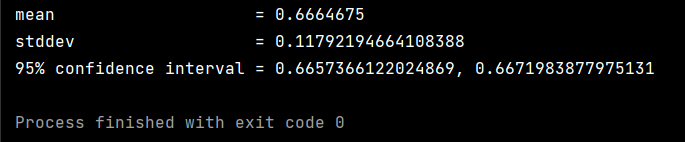 mean                    = 0.6664675
stddev                  = 0.11792194664108388
95% confidence interval = 0.6657366122024869, 0.6671983877975131
Process finished with exit code 0